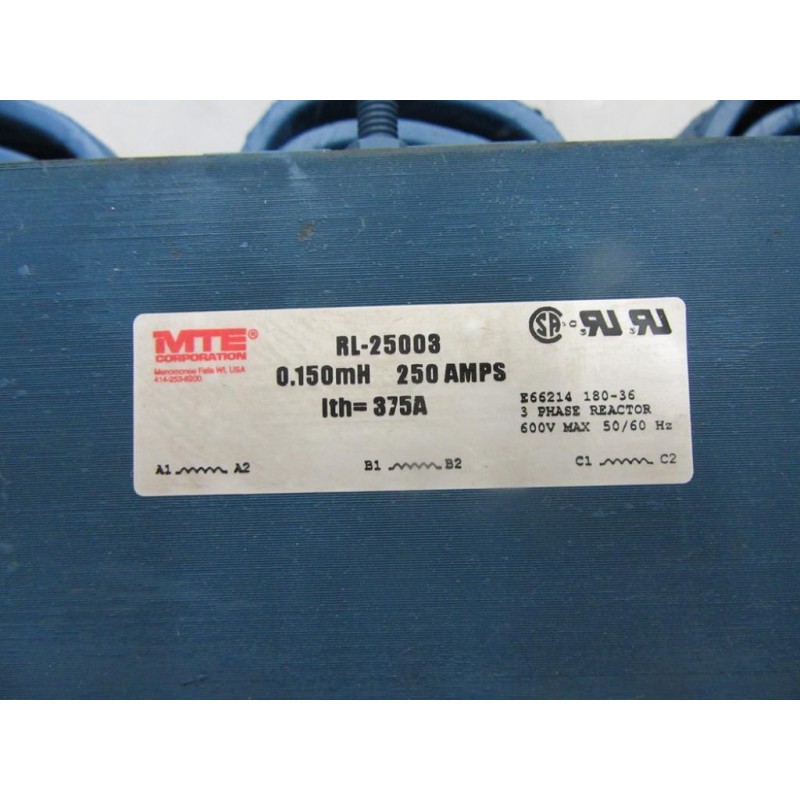 MTE®
CORPORATION
Menomonee Falls WI, USA
414-253-8200
RL-25003
0.150mH 250 AMPS
Ith= 375A
E66214 180-36
3 PHASE REACTOR
600V MAX 50/60 Hz
A1 A2
B1 B2
C1 C2